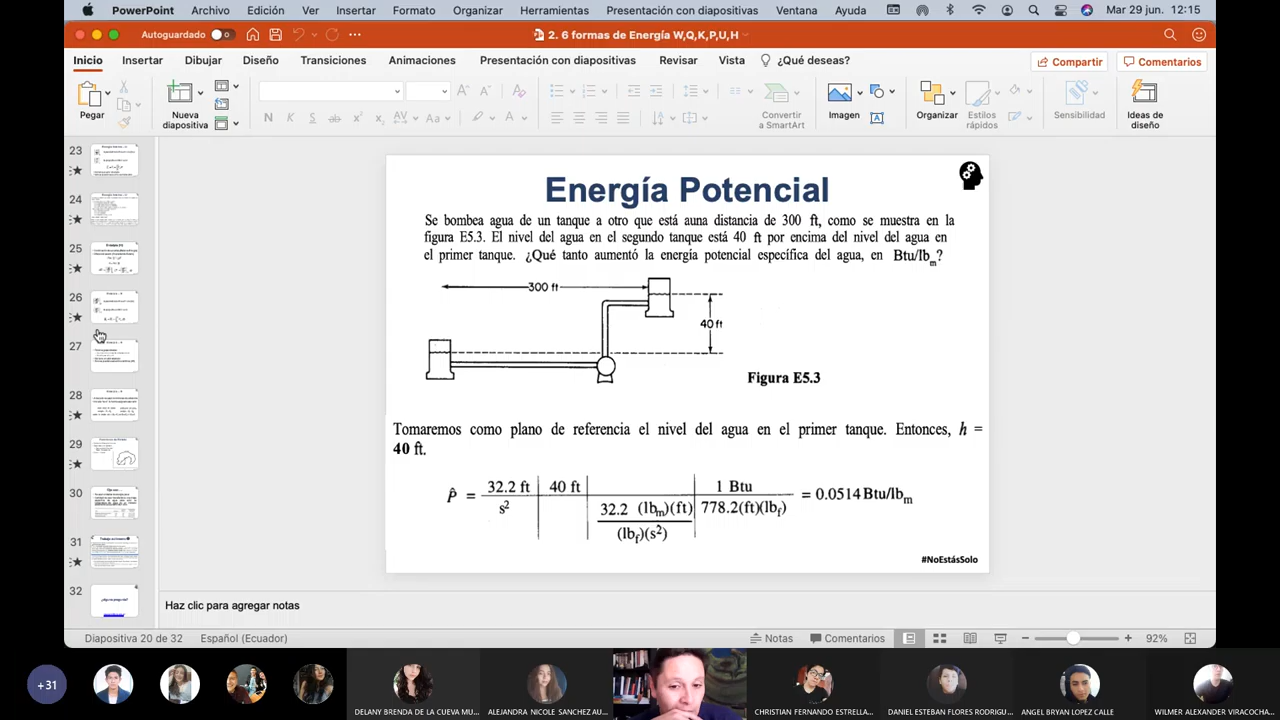 PowerPoint Archivo Edición Ver Insertar Formato Organizar Herramientas Presentación con diapositivas Ventana Ayuda Mar 29 jun. 12:15
Autoguardado 2. 6 formas de Energía W,Q,K,P,U,H
Inicio Insertar Dibujar Diseño Transiciones Animaciones Presentación con diapositivas Revisar Vista ¿Qué deseas? Compartir Comentarios
Pegar Nueva diapositiva Convertir a SmartArt Imagen Organizar Estilos rápidos Sensibilidad Ideas de diseño
23
24
25
26
27
28
29
30
31
32
Energía Potencial
Se bombea agua de un tanque a otro que está auna distancia de 300 ft, como se muestra en la
figura E5.3. El nivel del agua en el segundo tanque está 40 ft por encima del nivel del agua en
el primer tanque. ¿Qué tanto aumentó la energía potencial específica del agua, en Btu/lbm?
300 ft
40 ft
Figura E5.3
Tomaremos como plano de referencia el nivel del agua en el primer tanque. Entonces, h =
40 ft.
P̂ = 32.2 ft 40 ft 1 Btu = 0.0514 Btu/lbm
s² 32.2 (lbm)(ft) 778.2(ft)(lbf)
(lbf)(s²)
#NoEstásSolo
Haz clic para agregar notas
Diapositiva 20 de 32 Español (Ecuador) Notas Comentarios 92%
+31 DELANY BRENDA DE LA CUEVA MU... ALEJANDRA NICOLE SANCHEZ AU... CHRISTIAN FERNANDO ESTRELLA... DANIEL ESTEBAN FLORES RODRIGU... ANGEL BRYAN LOPEZ CALLE WILMER ALEXANDER VIRACOCHA...